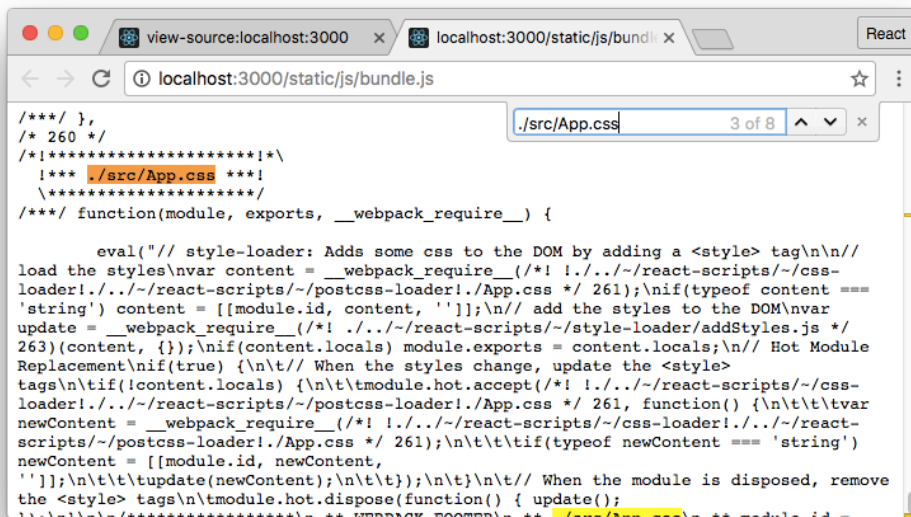 view-source:localhost:3000
localhost:3000/static/js/bundl
React
localhost:3000/static/js/bundle.js
./src/App.css 3 of 8
/***/ },
/* 260 */
/*!*********************!*\
  !*** ./src/App.css ***!
  \*********************/
/***/ function(module, exports, __webpack_require__) {
eval("// style-loader: Adds some css to the DOM by adding a <style> tag\n\n//
load the styles\nvar content = __webpack_require__(/*! !./../~/react-scripts/~/css-
loader!./../~/react-scripts/~/postcss-loader!./App.css */ 261);\nif(typeof content ===
'string') content = [[module.id, content, '']];\n// add the styles to the DOM\nvar
update = __webpack_require__(/*! ./../~/react-scripts/~/style-loader/addStyles.js */
263)(content, {});\nif(content.locals) module.exports = content.locals;\n// Hot Module
Replacement\nif(true) {\n\t// When the styles change, update the <style>
tags\n\tif(!content.locals) {\n\t\tmodule.hot.accept(/*! !./../~/react-scripts/~/css-
loader!./../~/react-scripts/~/postcss-loader!./App.css */ 261, function() {\n\t\t\tvar
newContent = __webpack_require__(/*! !./../~/react-scripts/~/css-loader!./../~/react-
scripts/~/postcss-loader!./App.css */ 261);\n\t\t\tif(typeof newContent === 'string')
newContent = [[module.id, newContent,
'']];\n\t\t\tupdate(newContent);\n\t\t});\n\t}\n\t// When the module is disposed, remove
the <style> tags\n\tmodule.hot.dispose(function() { update();
** WEBPACK FOOTER\n ** ./src/App.css\n ** module id =